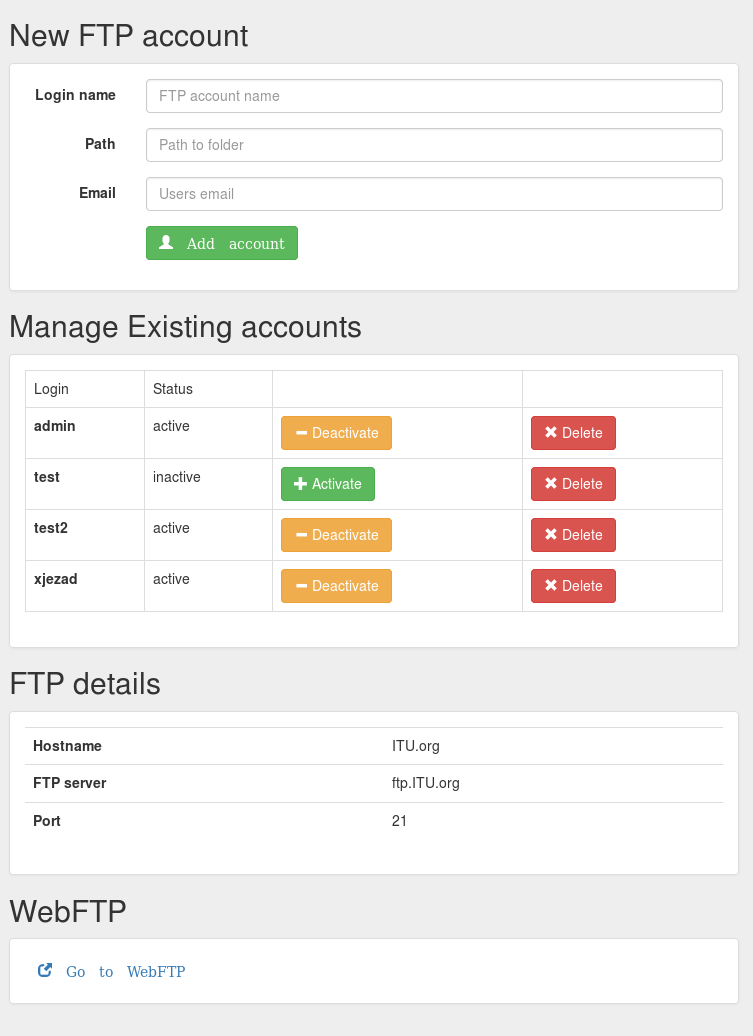 New FTP account
Login name FTP account name
Path Path to folder
Email Users email
Add account
Manage Existing accounts
Login Status
admin active Deactivate Delete
test inactive Activate Delete
test2 active Deactivate Delete
xjezad active Deactivate Delete
FTP details
Hostname ITU.org
FTP server ftp.ITU.org
Port 21
WebFTP
Go to WebFTP